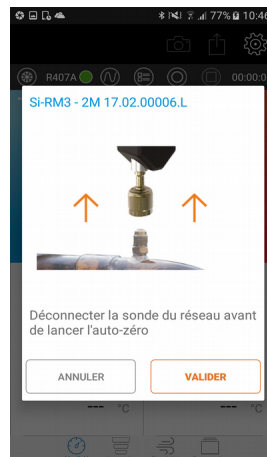 77% 10:46
R407A 00:00:0
Si-RM3 - 2M 17.02.00006.L
Déconnecter la sonde du réseau avant
de lancer l'auto-zéro
ANNULER VALIDER
--- °C --- °C